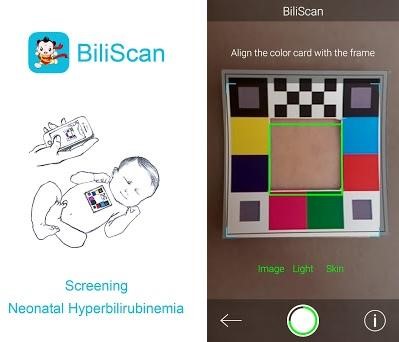 BiliScan
Screening
Neonatal Hyperbilirubinemia
BiliScan
Align the color card with the frame
Image Light Skin